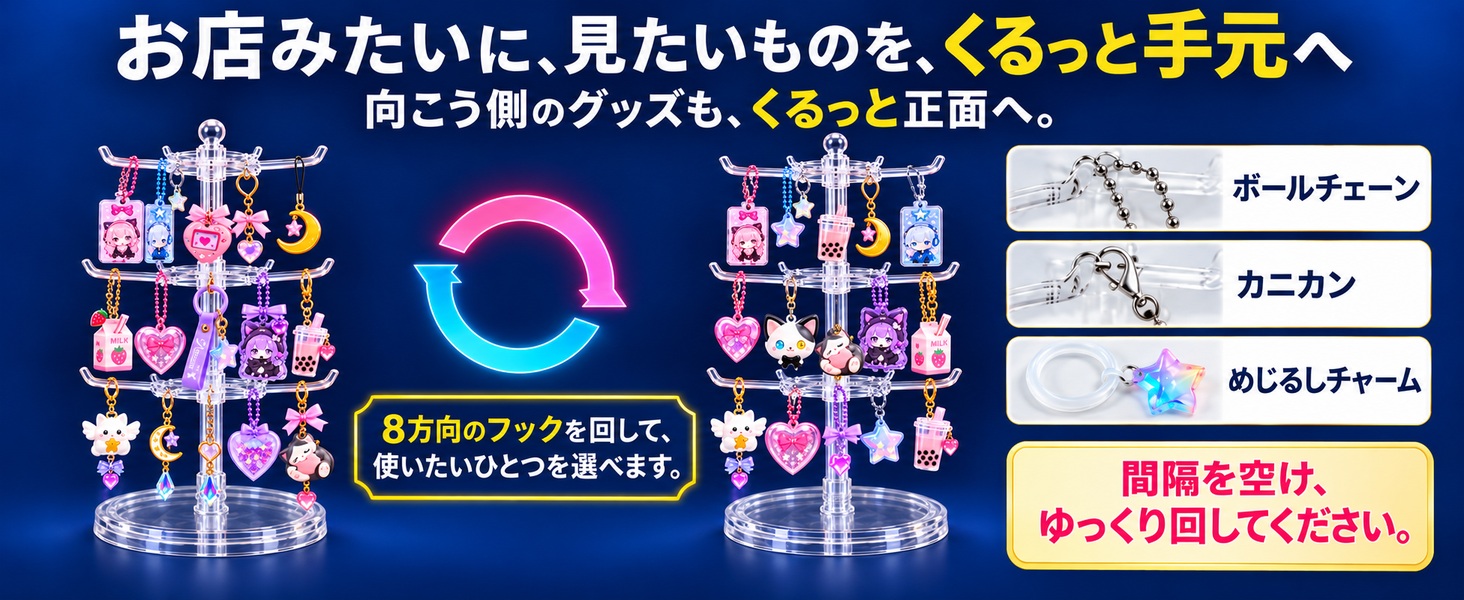 お店みたいに、見たいものを、くるっと手元へ
向こう側のグッズも、くるっと正面へ。
8方向のフックを回して、
使いたいひとつを選べます。
ボールチェーン
カニカン
めじるしチャーム
間隔を空け、
ゆっくり回してください。
MILK
MILK